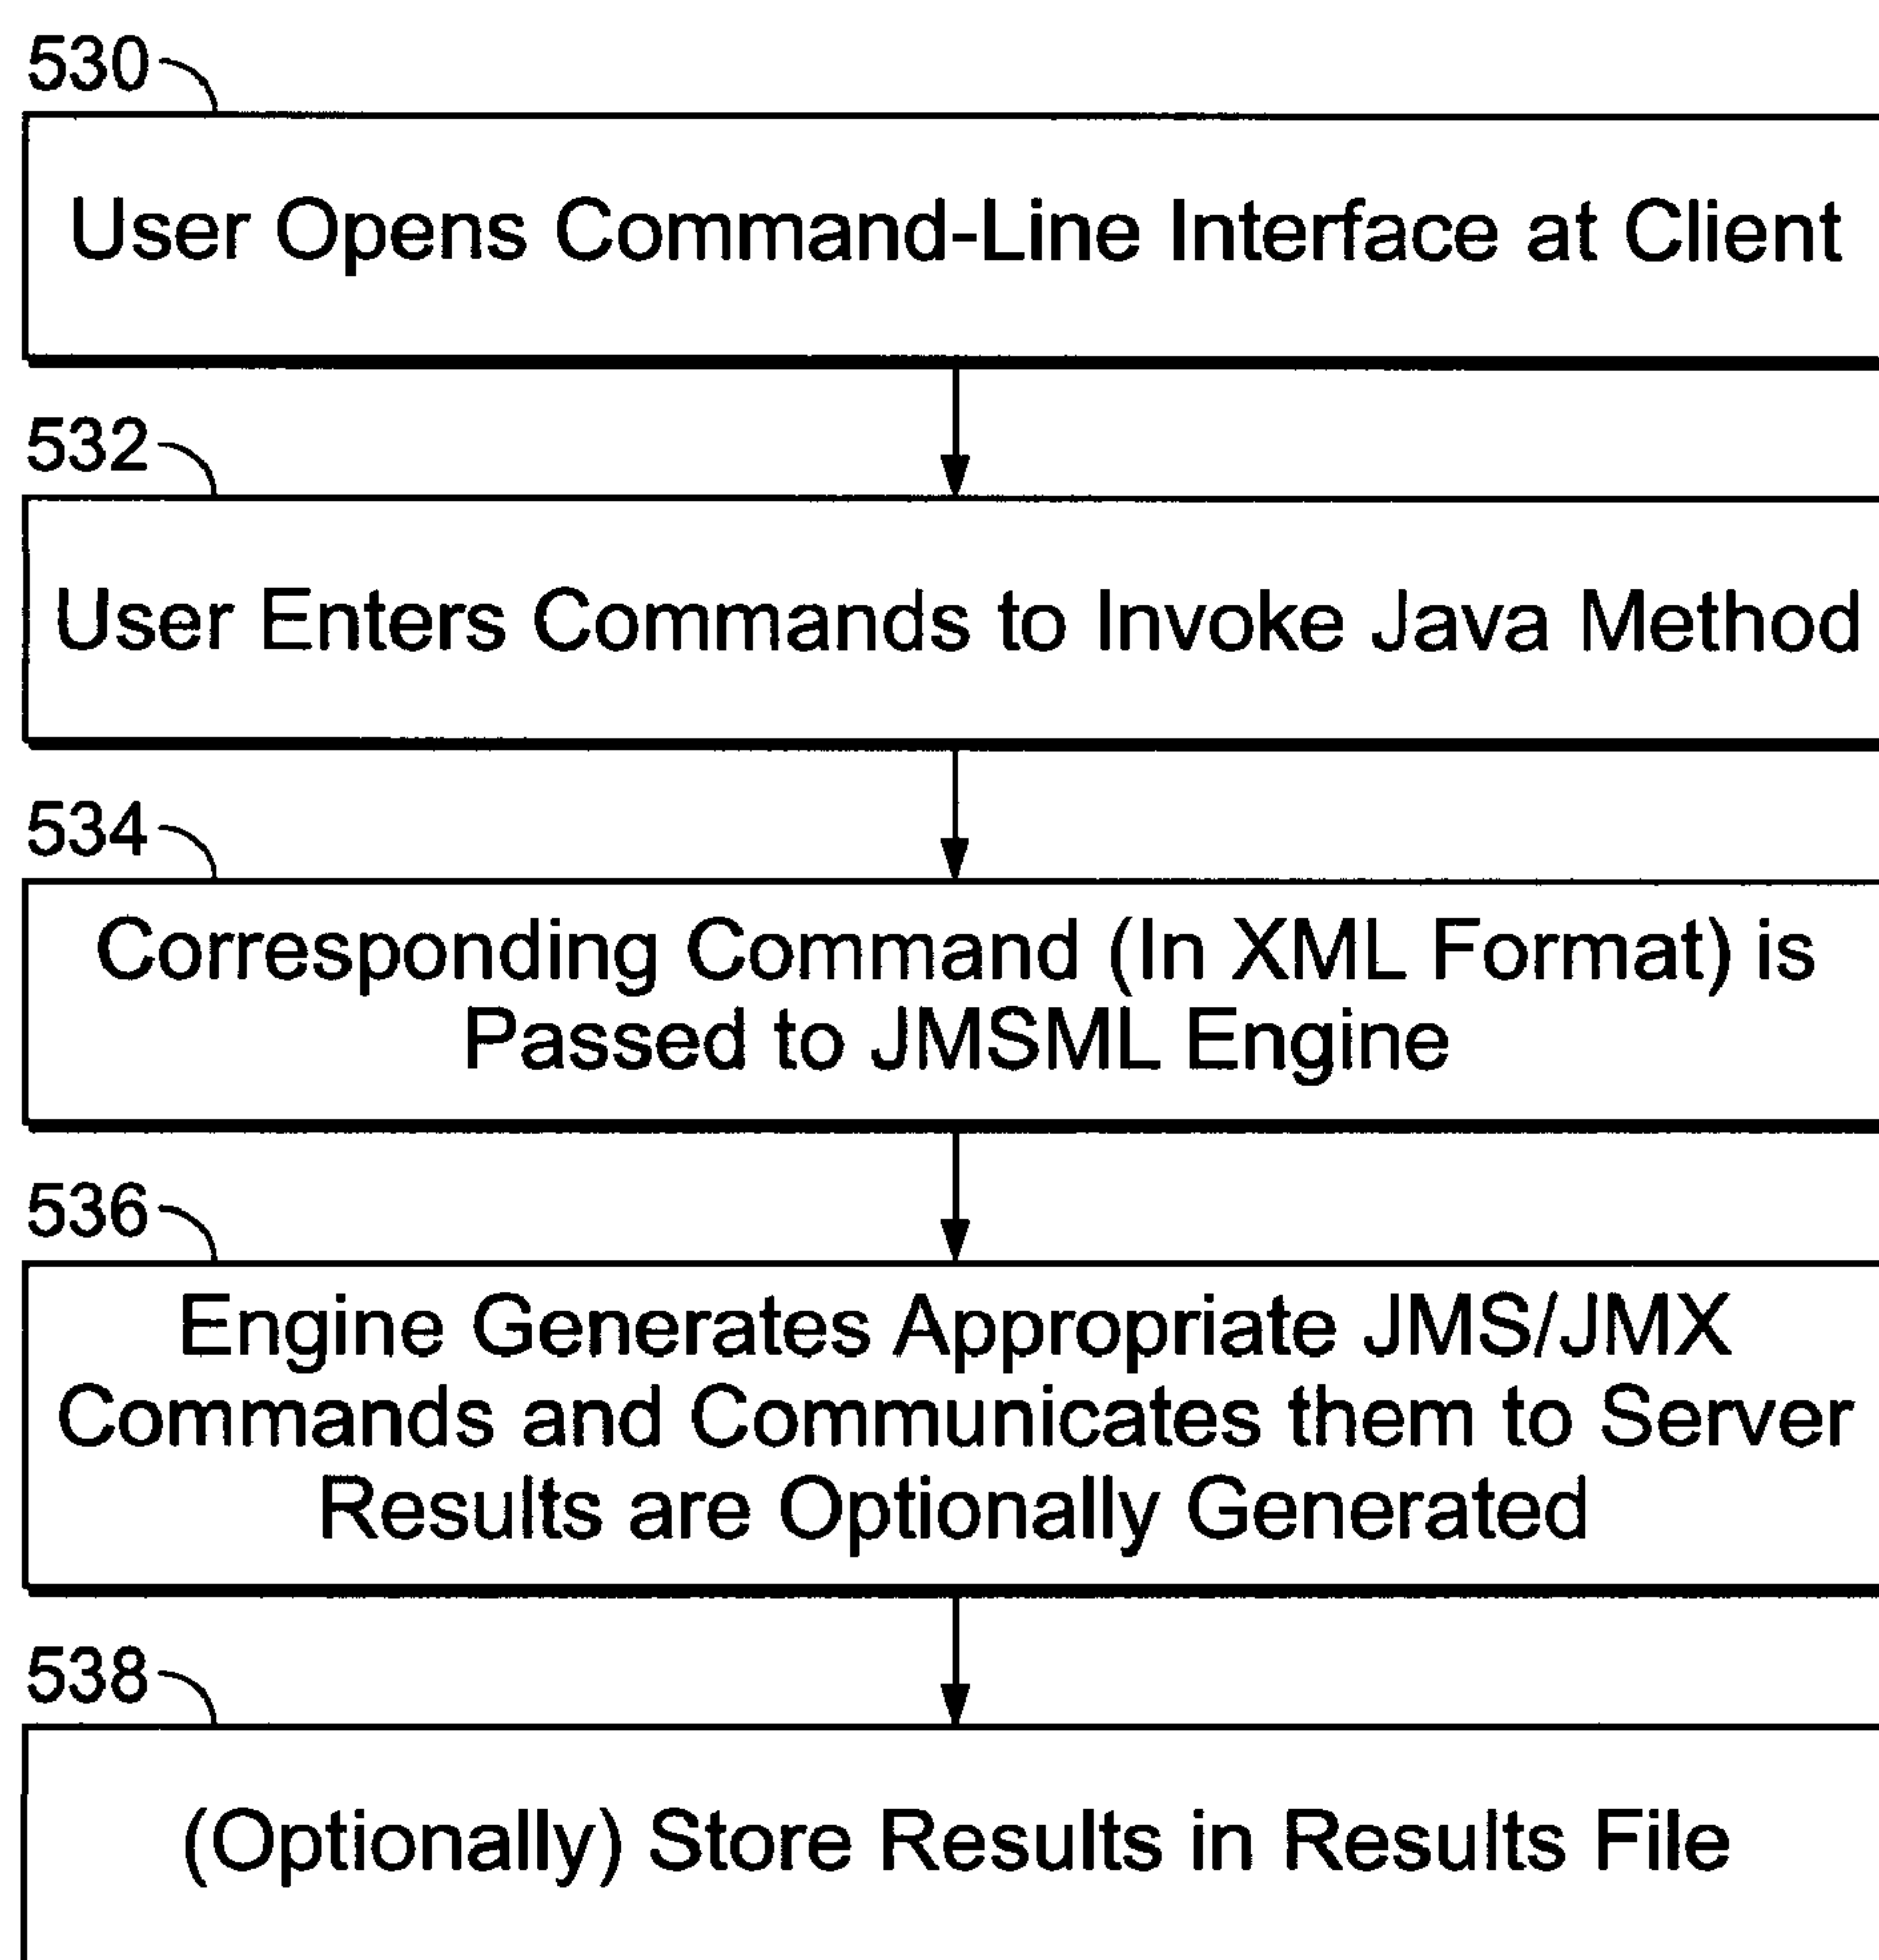 530
User Opens Command-Line Interface at Client
532
User Enters Commands to Invoke Java Method
534
Corresponding Command (In XML Format) is
Passed to JMSML Engine
536
Engine Generates Appropriate JMS/JMX
Commands and Communicates them to Server
Results are Optionally Generated
538
(Optionally) Store Results in Results File